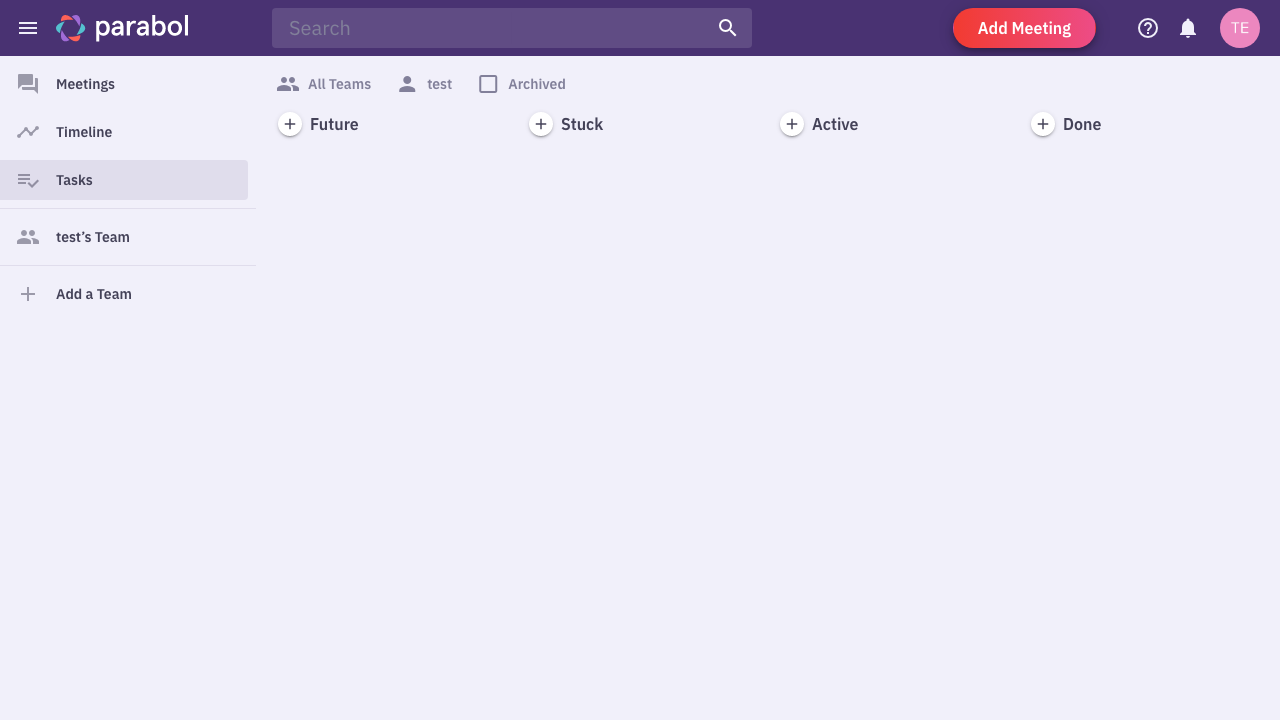 parabol
Search
Add Meeting
TE
Meetings
Timeline
Tasks
test's Team
Add a Team
All Teams
test
Archived
Future
Stuck
Active
Done